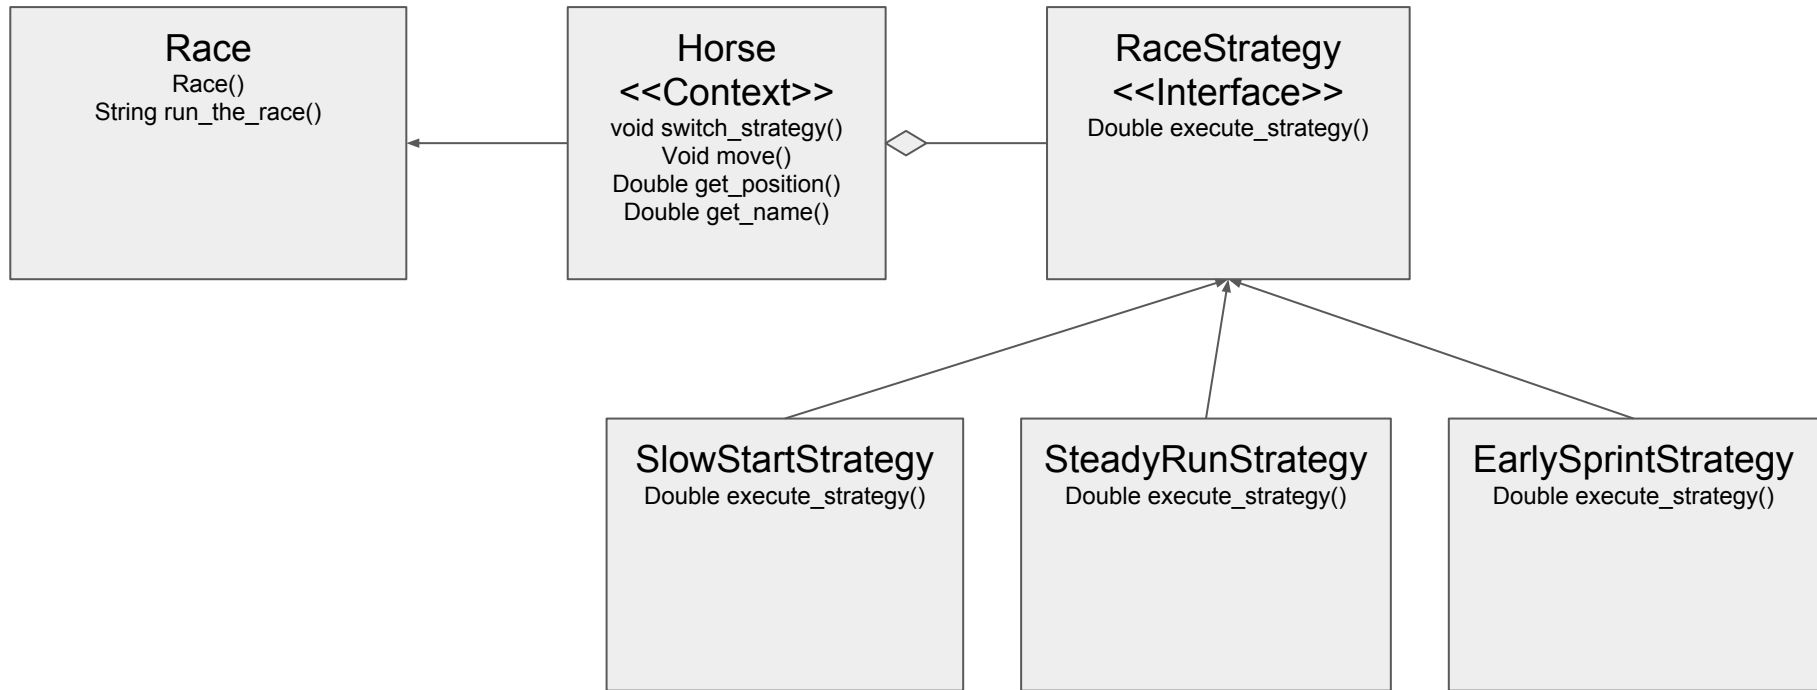 Race
Race()
String run_the_race()
Horse
<<Context>>
void switch_strategy()
Void move()
Double get_position()
Double get_name()
RaceStrategy
<<Interface>>
Double execute_strategy()
SlowStartStrategy
Double execute_strategy()
SteadyRunStrategy
Double execute_strategy()
EarlySprintStrategy
Double execute_strategy()